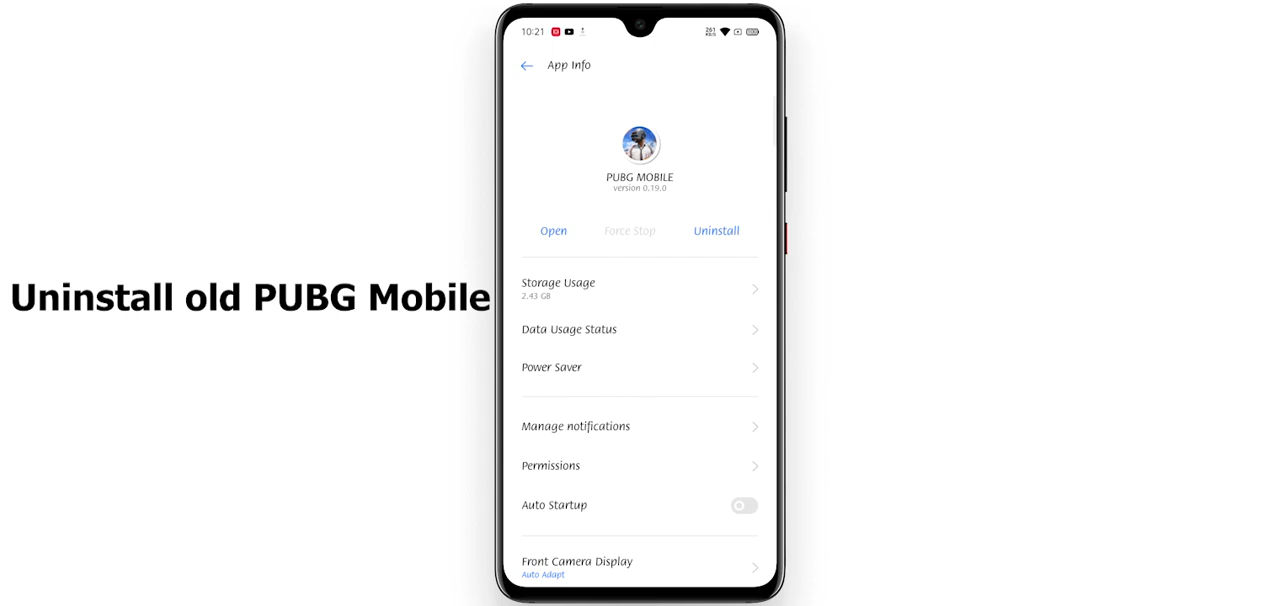 10:21
261
KB/S
App Info
PUBG MOBILE
version 0.19.0
Open Force Stop Uninstall
Storage Usage
2.43 GB
Uninstall old PUBG Mobile
Data Usage Status
Power Saver
Manage notifications
Permissions
Auto Startup
Front Camera Display
Auto Adapt